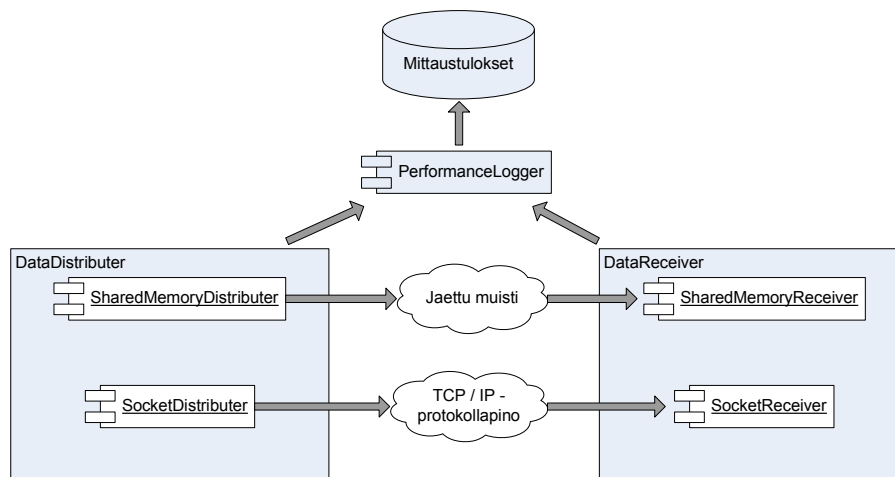 Mittaustulokset
PerformanceLogger
DataDistributer
DataReceiver
SharedMemoryDistributer
Jaettu muisti
SharedMemoryReceiver
SocketDistributer
TCP / IP -
protokollapino
SocketReceiver